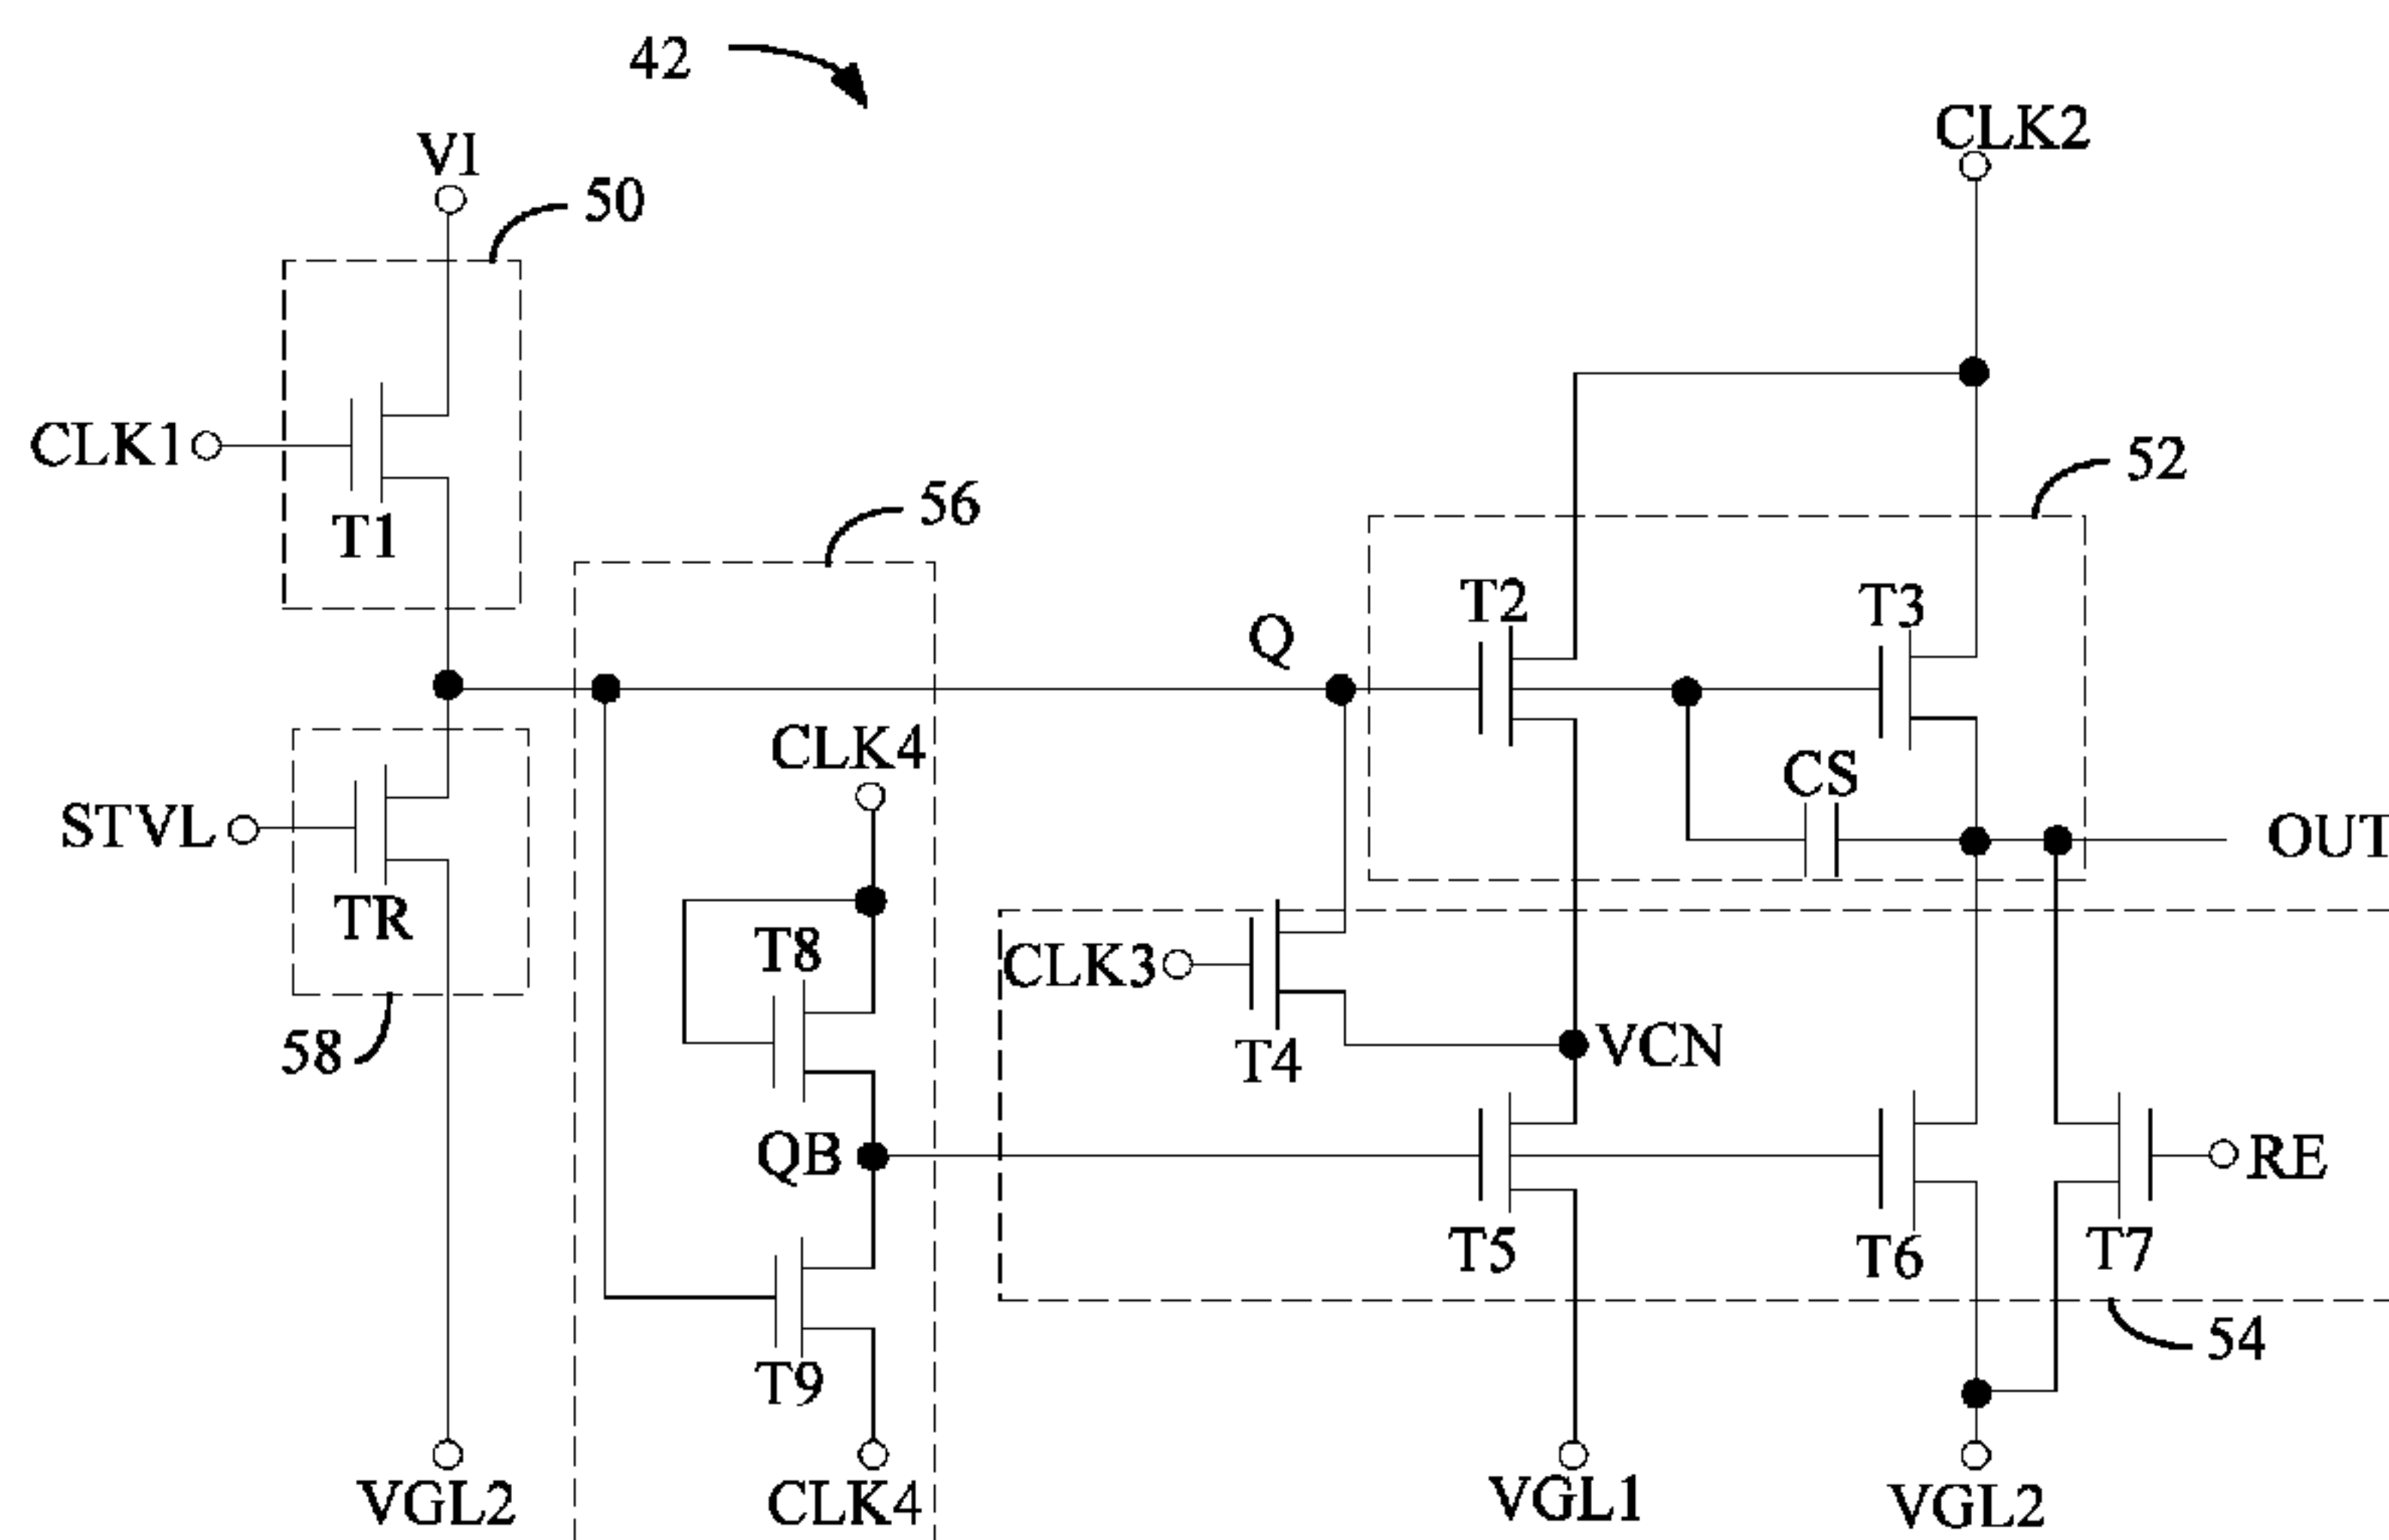 42
CLK2
VI
50
CLK1
T1
52
56
T2
T3
Q
CLK4
CS
STVL
TR
OUT
T8
CLK3
58
T4
VCN
QB
RE
T5
T6
T7
54
T9
VGL2
CLK4
VGL1
VGL2